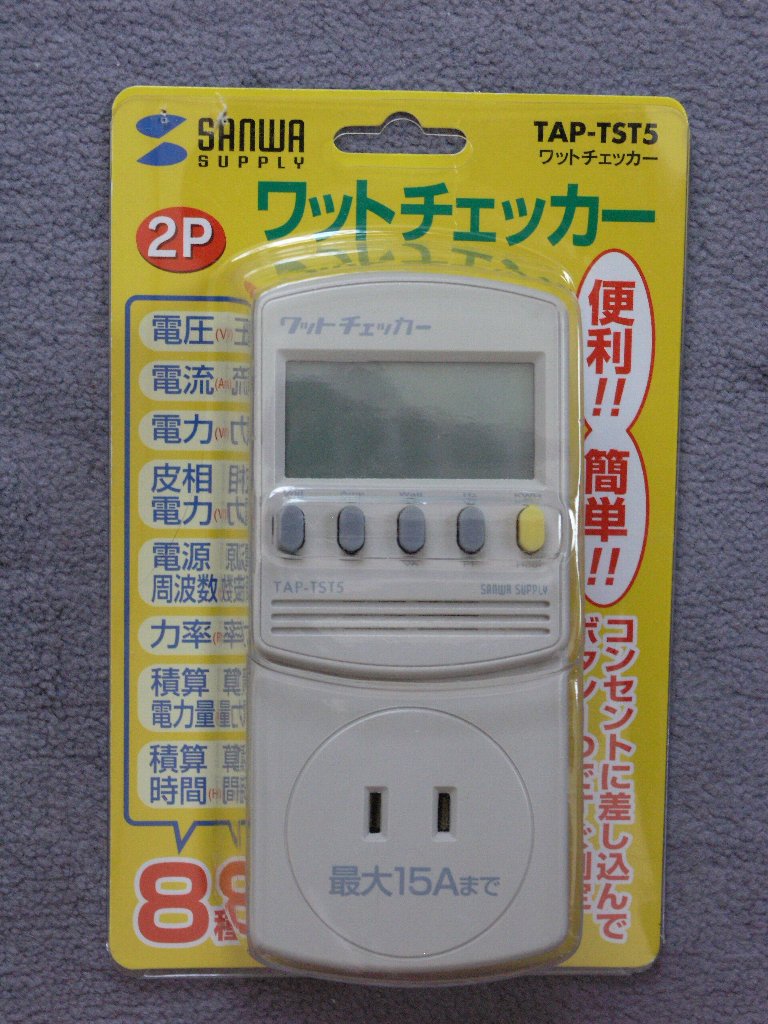 SANWA
SUPPLY
TAP-TST5
ワットチェッカー
ワットチェッカー
2P
便利!!
簡単!!
電圧
電流
電力
皮相
電力
電源
周波数
力率
積算
電力量
積算
時間
8種
ワットチェッカー
TAP-TST5
SANWA SUPPLY
コンセントに差し込んで
最大15Aまで